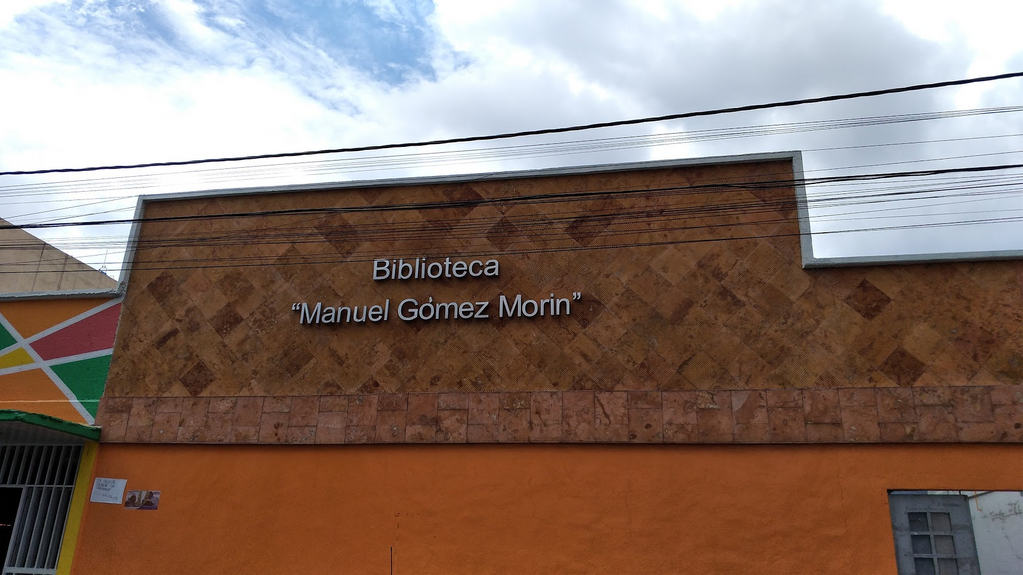 Biblioteca
“Manuel Gómez Morin”